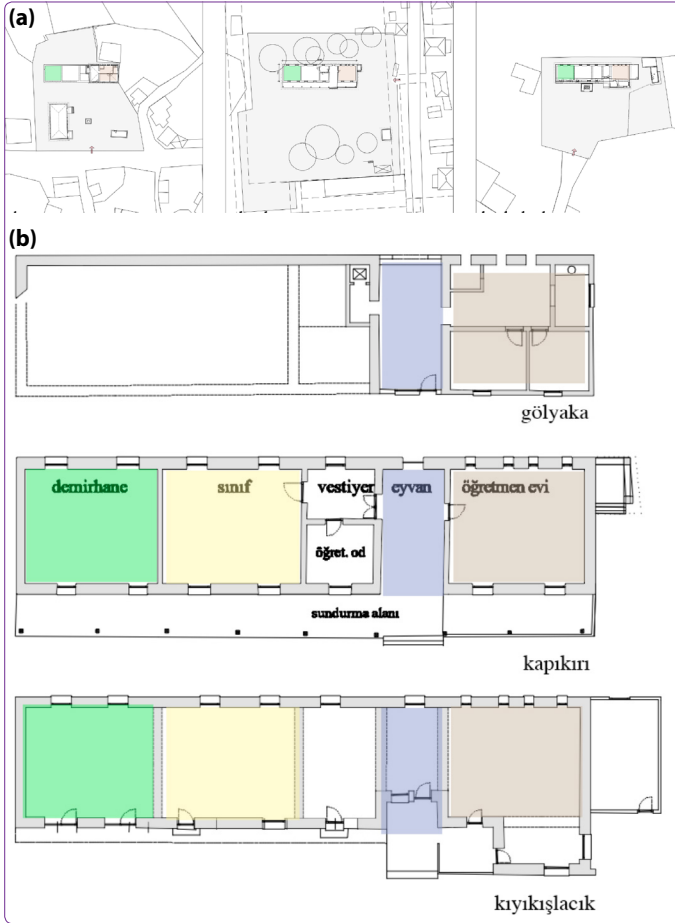 (a)
(b)
gölyaka
demirhane sınıf vestiyer eyvan öğretmen evi
öğret. od
sundurma alanı
kapıkırı
kıyıkışlacık